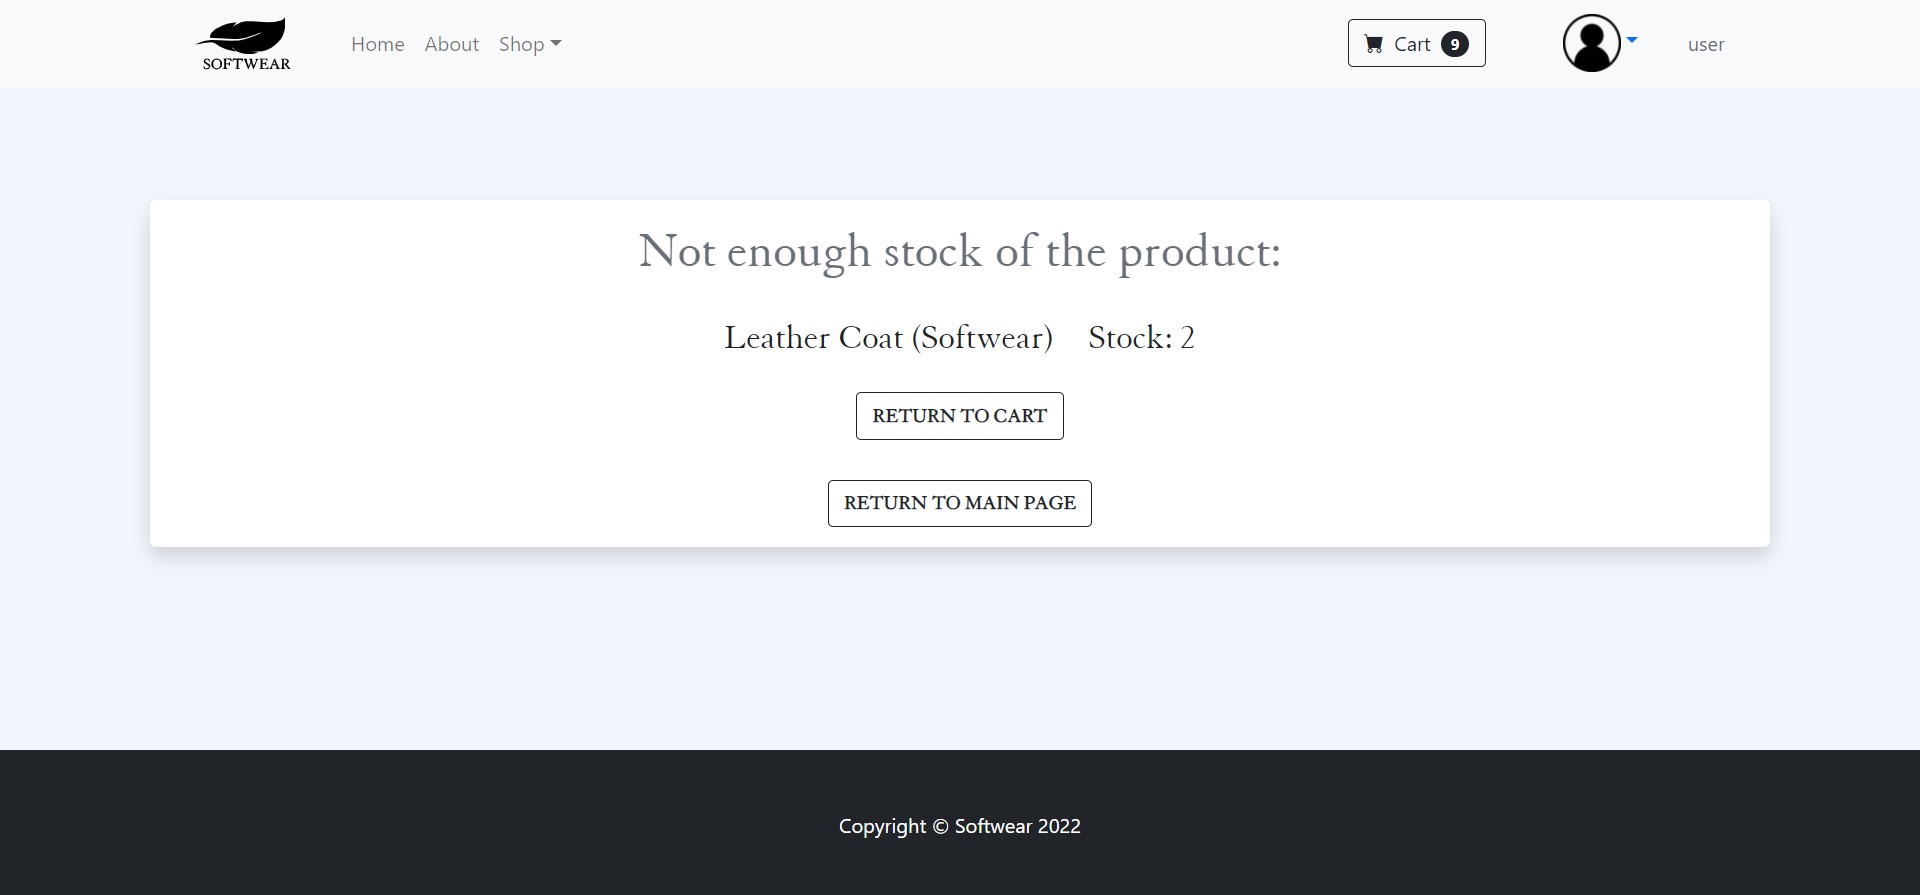 SOFTWEAR
Home About Shop
Cart 9
user
Not enough stock of the product:
Leather Coat (Softwear) Stock: 2
RETURN TO CART
RETURN TO MAIN PAGE
Copyright © Softwear 2022